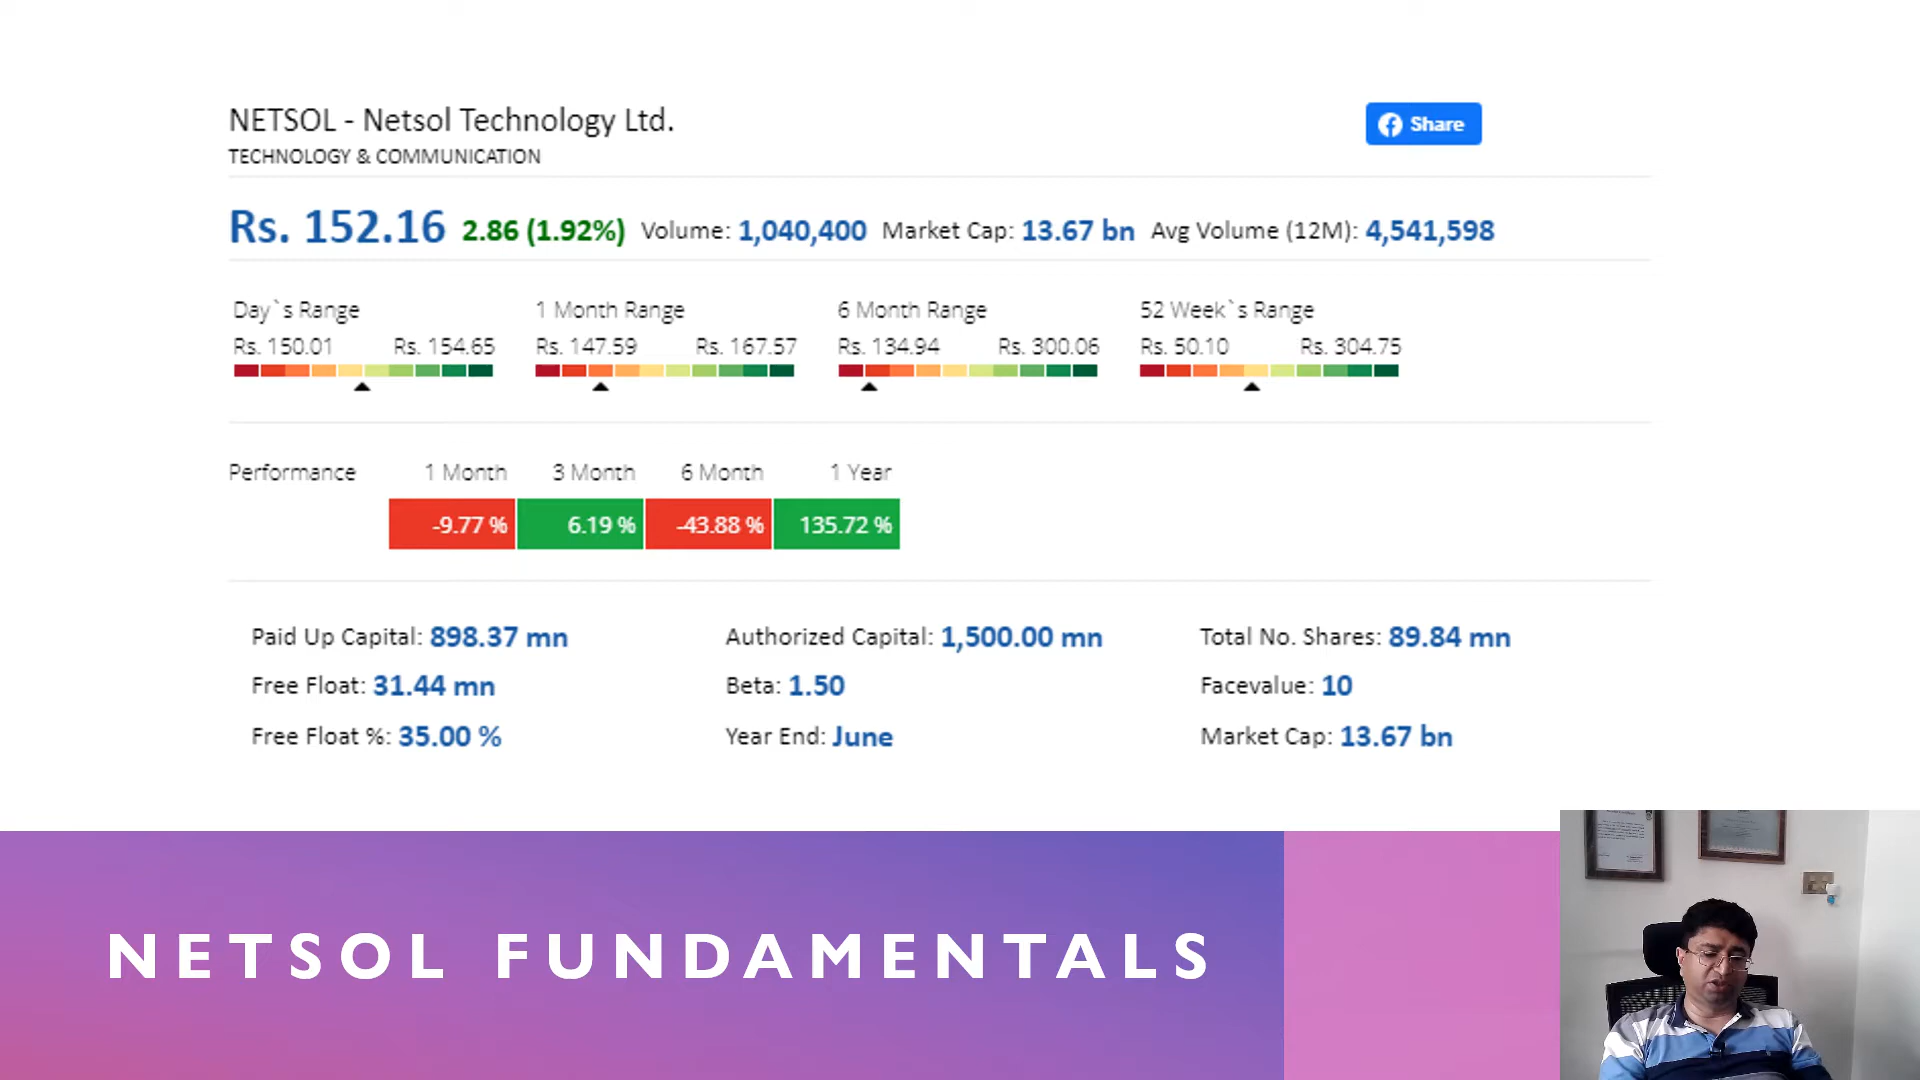 NETSOL - Netsol Technology Ltd.
Share
TECHNOLOGY & COMMUNICATION
Rs. 152.16 2.86 (1.92%) Volume: 1,040,400 Market Cap: 13.67 bn Avg Volume (12M): 4,541,598
Day`s Range 1 Month Range 6 Month Range 52 Week`s Range
Rs. 150.01 Rs. 154.65 Rs. 147.59 Rs. 167.57 Rs. 134.94 Rs. 300.06 Rs. 50.10 Rs. 304.75
Performance 1 Month 3 Month 6 Month 1 Year
-9.77 % 6.19 % -43.88 % 135.72 %
Paid Up Capital: 898.37 mn Authorized Capital: 1,500.00 mn Total No. Shares: 89.84 mn
Free Float: 31.44 mn Beta: 1.50 Facevalue: 10
Free Float %: 35.00 % Year End: June Market Cap: 13.67 bn
NETSOL FUNDAMENTALS